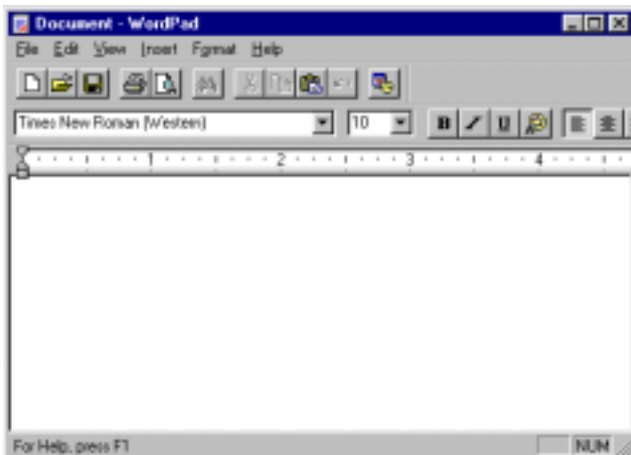 Document - WordPad
File Edit View Insert Format Help
Times New Roman (Western) 10 B I U
1 2 3 4
For Help, press F1 NUM